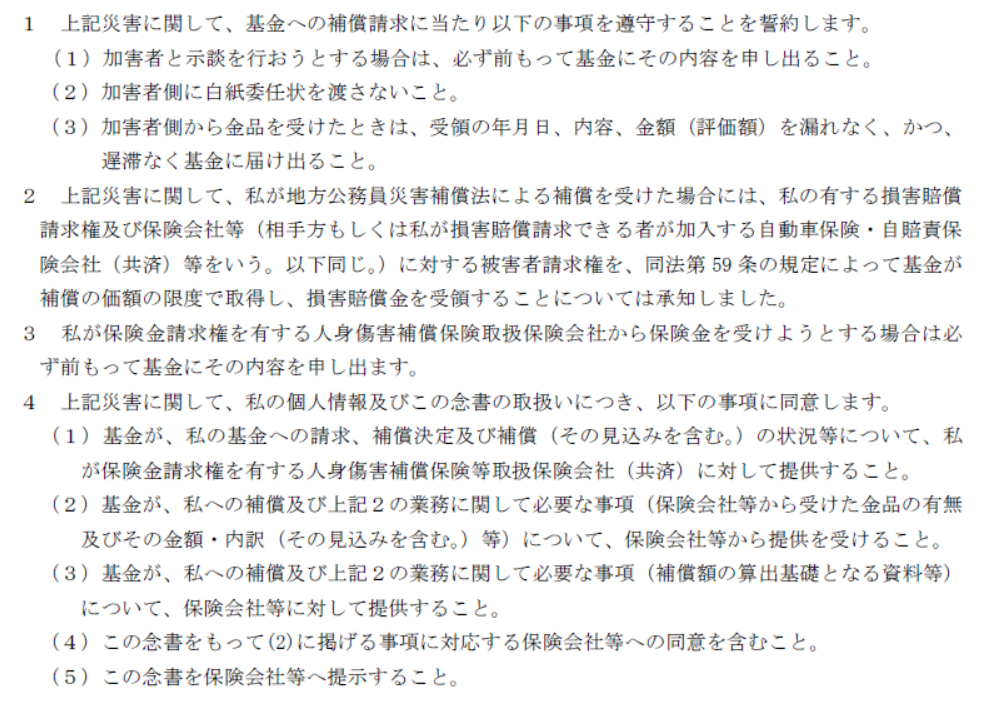 1 上記災害に関して、基金への補償請求に当たり以下の事項を遵守することを誓約します。
（１）加害者と示談を行おうとする場合は、必ず前もって基金にその内容を申し出ること。
（２）加害者側に白紙委任状を渡さないこと。
（３）加害者側から金品を受けたときは、受領の年月日、内容、金額（評価額）を漏れなく、かつ、
遅滞なく基金に届け出ること。
2 上記災害に関して、私が地方公務員災害補償法による補償を受けた場合には、私の有する損害賠償
請求権及び保険会社等（相手方もしくは私が損害賠償請求できる者が加入する自動車保険・自賠責保
険会社（共済）等をいう。以下同じ。）に対する被害者請求権を、同法第 59 条の規定によって基金が
補償の価額の限度で取得し、損害賠償金を受領することについては承知しました。
3 私が保険金請求権を有する人身傷害補償保険取扱保険会社から保険金を受けようとする場合は必
ず前もって基金にその内容を申し出ます。
4 上記災害に関して、私の個人情報及びこの念書の取扱いにつき、以下の事項に同意します。
（１）基金が、私の基金への請求、補償決定及び補償（その見込みを含む。）の状況等について、私
が保険金請求権を有する人身傷害補償保険等取扱保険会社（共済）に対して提供すること。
（２）基金が、私への補償及び上記２の業務に関して必要な事項（保険会社等から受けた金品の有無
及びその金額・内訳（その見込みを含む。）等）について、保険会社等から提供を受けること。
（３）基金が、私への補償及び上記２の業務に関して必要な事項（補償額の算出基礎となる資料等）
について、保険会社等に対して提供すること。
（４）この念書をもって(2)に掲げる事項に対応する保険会社等への同意を含むこと。
（５）この念書を保険会社等へ提示すること。